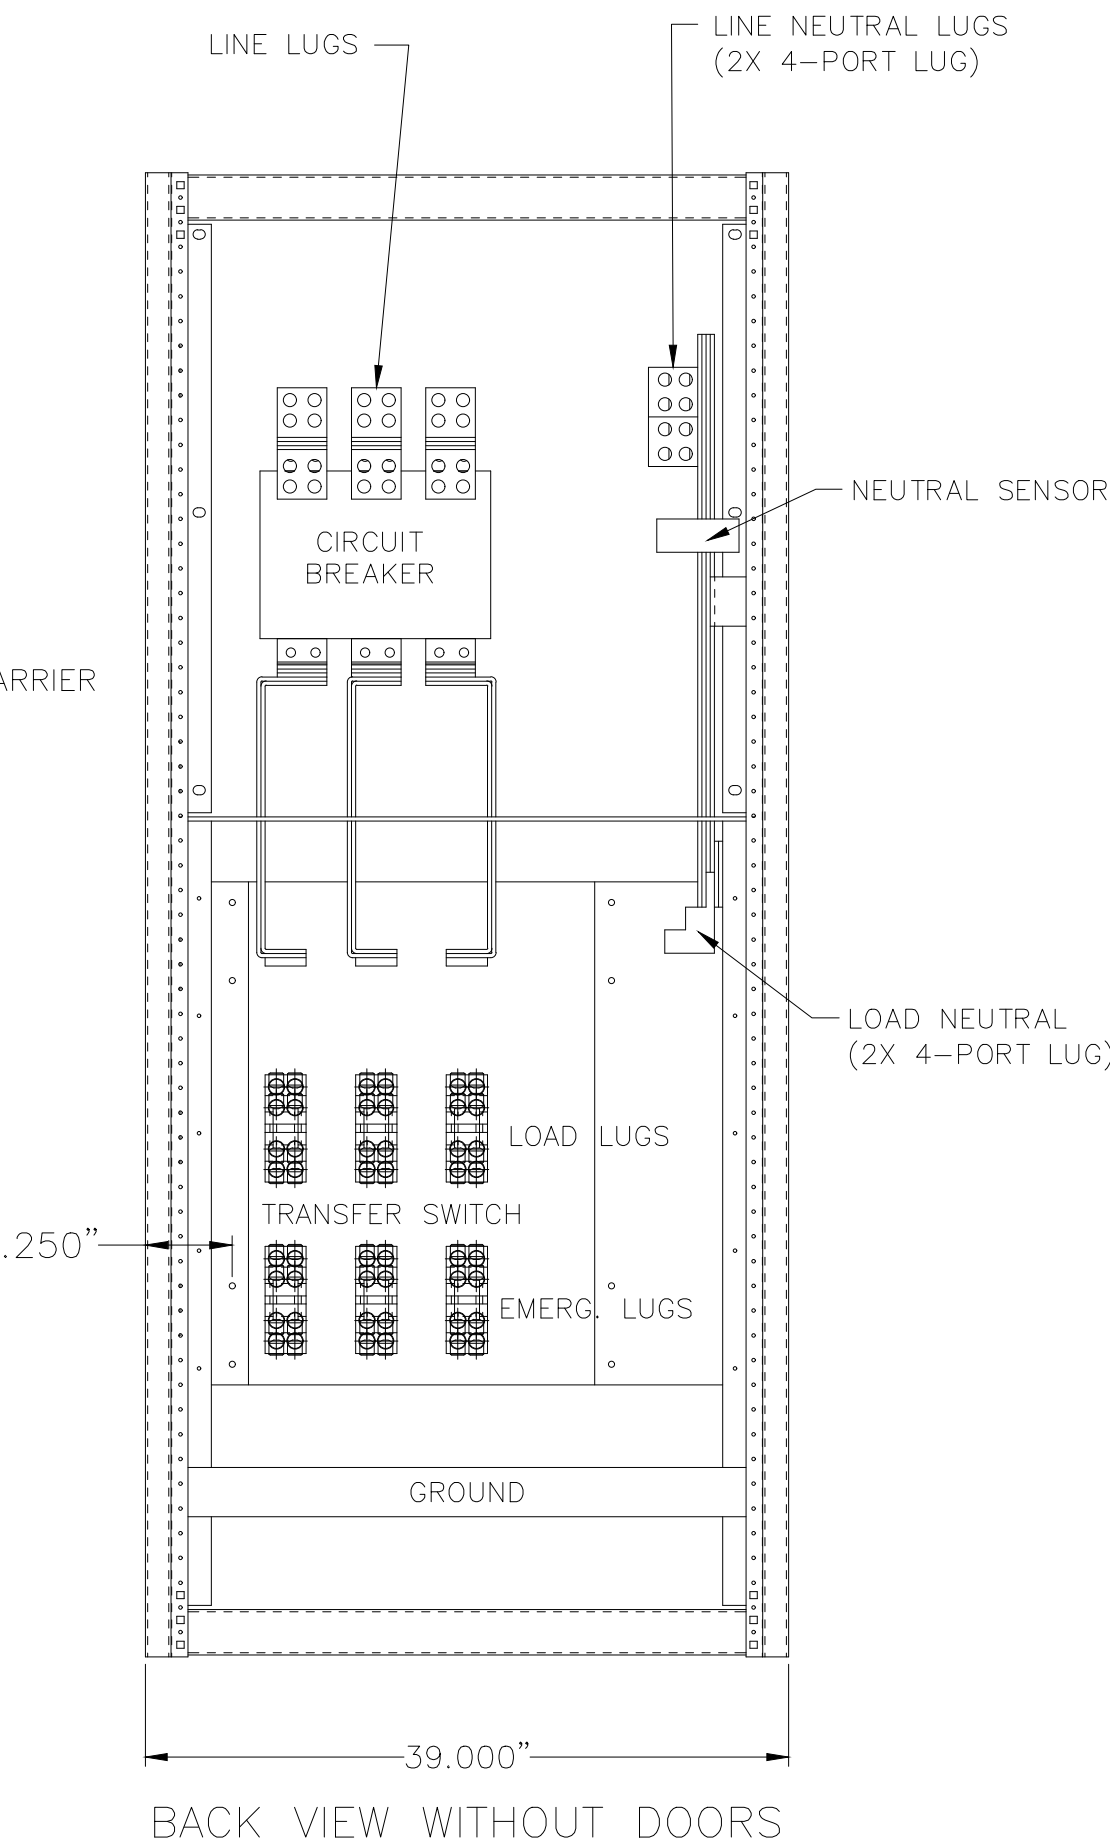 LINE LUGS
LINE NEUTRAL LUGS
(2X 4-PORT LUG)
NEUTRAL SENSOR
CIRCUIT
BREAKER
ARRIER
LOAD NEUTRAL
(2X 4-PORT LUG)
LOAD LUGS
TRANSFER SWITCH
.250"
EMERG. LUGS
GROUND
39.000"
BACK VIEW WITHOUT DOORS